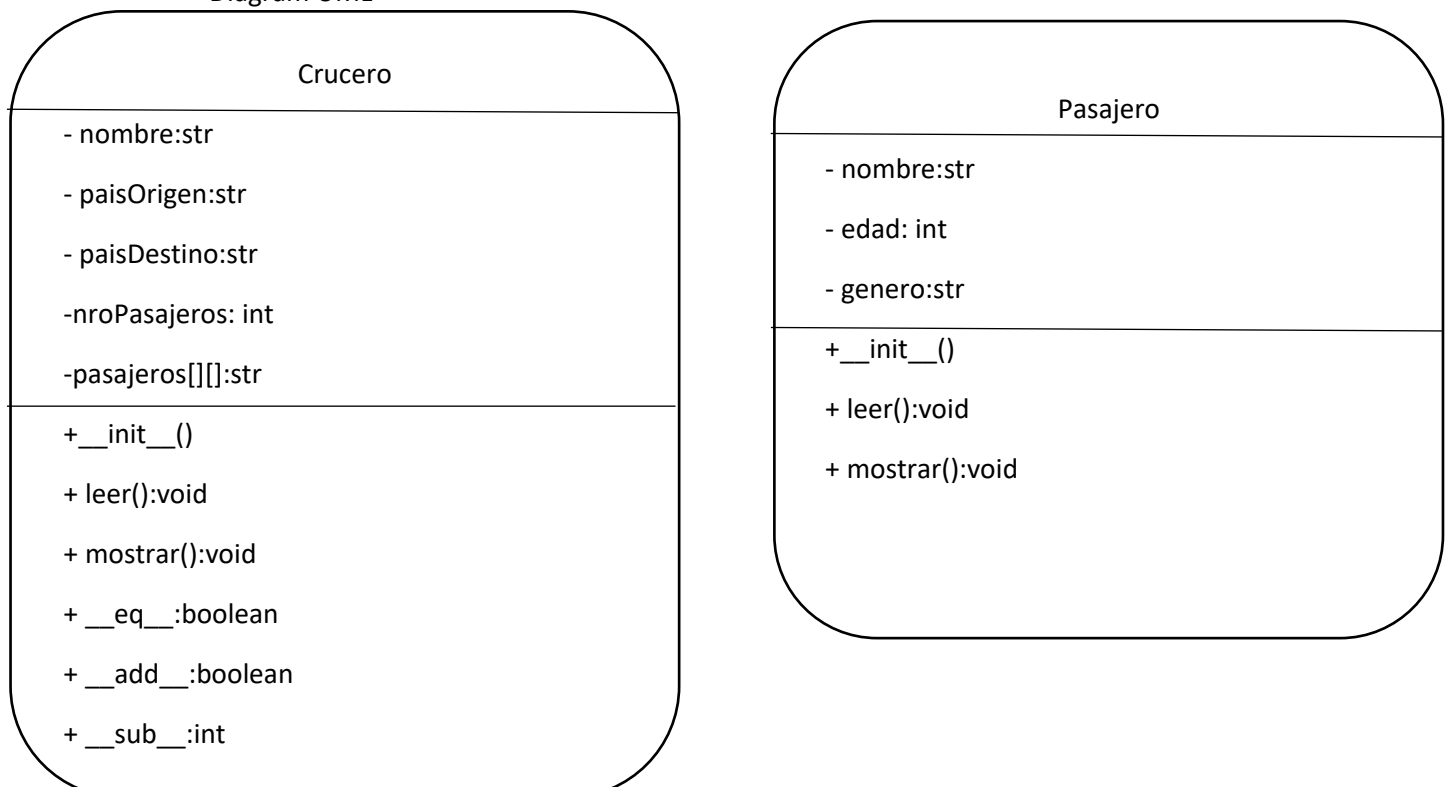 Crucero
- nombre:str
- paisOrigen:str
- paisDestino:str
-nroPasajeros: int
-pasajeros[][]:str
+__init__()
+ leer():void
+ mostrar():void
+ __eq__:boolean
+ __add__:boolean
+ __sub__:int
Pasajero
- nombre:str
- edad: int
- genero:str
+__init__()
+ leer():void
+ mostrar():void